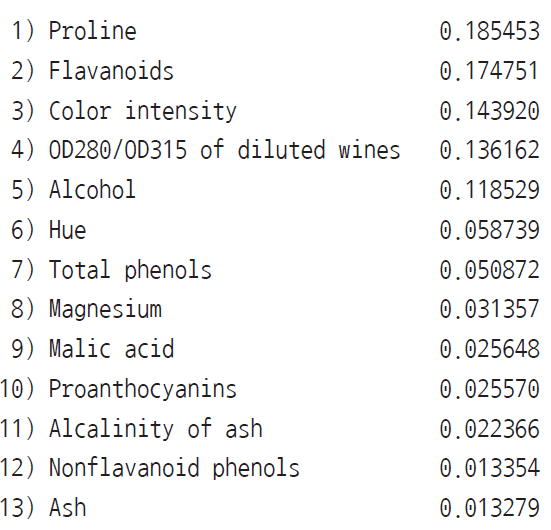 1) Proline 0.185453
2) Flavanoids 0.174751
3) Color intensity 0.143920
4) OD280/OD315 of diluted wines 0.136162
5) Alcohol 0.118529
6) Hue 0.058739
7) Total phenols 0.050872
8) Magnesium 0.031357
9) Malic acid 0.025648
10) Proanthocyanins 0.025570
11) Alcalinity of ash 0.022366
12) Nonflavanoid phenols 0.013354
13) Ash 0.013279